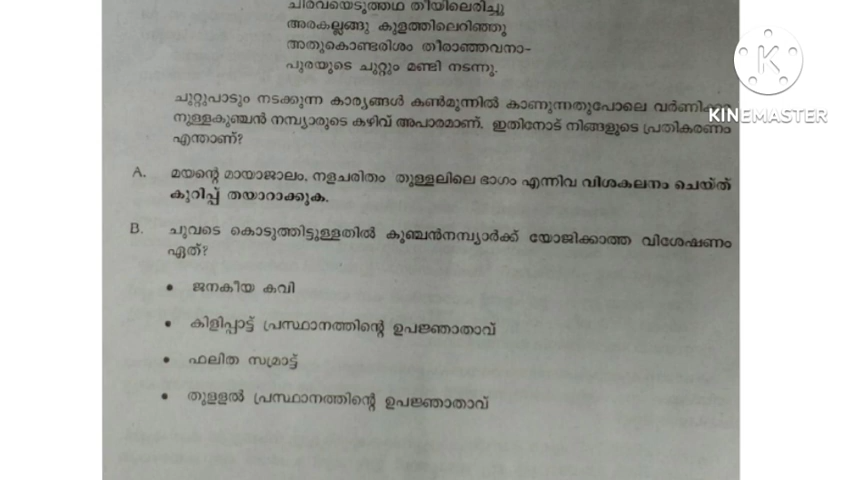 ചിരവയെടുത്തഥ തീയിലെരിച്ചു
അരകല്ലങ്ങു കുളത്തിലെറിഞ്ഞു
അതുകൊണ്ടരിശം തീരാഞ്ഞവനാ-
പുരയുടെ ചുറ്റും മണ്ടി നടന്നു.
ചുറ്റുപാടും നടക്കുന്ന കാര്യങ്ങൾ കൺമുന്നിൽ കാണുന്നതുപോലെ
നുള്ളകുഞ്ചൻ നമ്പ്യാരുടെ കഴിവ് അപാരമാണ്. ഇതിനോട് നിങ്ങളുടെ പ്രതികരണം
എന്താണ്?
A. മയന്റെ മായാജാലം, നളചരിതം തുള്ളലിലെ ഭാഗം എന്നിവ വിശകലനം ചെയ്ത്
കുറിപ്പ് തയാറാക്കുക.
B. ചുവടെ കൊടുത്തിട്ടുള്ളതിൽ കുഞ്ചൻനമ്പ്യാർക്ക് യോജിക്കാത്ത വിശേഷണം
ഏത്?
• ജനകീയ കവി
• കിളിപ്പാട്ട് പ്രസ്ഥാനത്തിന്റെ ഉപജ്ഞാതാവ്
• ഫലിത സമ്രാട്ട്
• തുളളൽ പ്രസ്ഥാനത്തിന്റെ ഉപജ്ഞാതാവ്
K
KINEMASTER